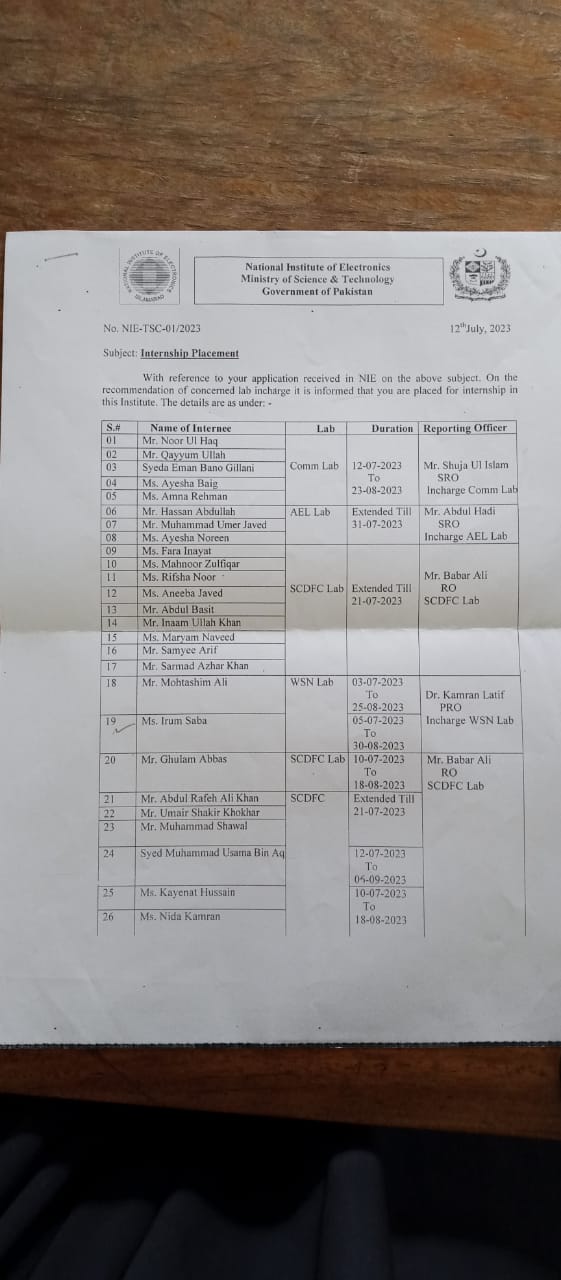 NATIONAL INSTITUTE OF ELECTRONICS
ISLAMABAD
National Institute of Electronics
Ministry of Science & Technology
Government of Pakistan
No. NIE-TSC-01/2023 12thJuly, 2023
Subject: Internship Placement
With reference to your application received in NIE on the above subject. On the
recommendation of concerned lab incharge it is informed that you are placed for internship in
this Institute. The details are as under: -
S.# Name of Internee Lab Duration Reporting Officer
01 Mr. Noor Ul Haq
02 Mr. Qayyum Ullah
03 Syeda Eman Bano Gillani Comm Lab 12-07-2023 Mr. Shuja Ul Islam
To SRO
04 Ms. Ayesha Baig 23-08-2023 Incharge Comm Lab
05 Ms. Amna Rehman
06 Mr. Hassan Abdullah AEL Lab Extended Till Mr. Abdul Hadi
07 Mr. Muhammad Umer Javed 31-07-2023 SRO
08 Ms. Ayesha Noreen Incharge AEL Lab
09 Ms. Fara Inayat
10 Ms. Mahnoor Zulfiqar
11 Ms. Rifsha Noor Mr. Babar Ali
12 Ms. Aneeba Javed SCDFC Lab Extended Till RO
21-07-2023 SCDFC Lab
13 Mr. Abdul Basit
14 Mr. Inaam Ullah Khan
15 Ms. Maryam Naveed
16 Mr. Samyee Arif
17 Mr. Sarmad Azhar Khan
18 Mr. Mohtashim Ali WSN Lab 03-07-2023
To Dr. Kamran Latif
25-08-2023 PRO
19 Ms. Irum Saba 05-07-2023 Incharge WSN Lab
To
30-08-2023
20 Mr. Ghulam Abbas SCDFC Lab 10-07-2023 Mr. Babar Ali
To RO
18-08-2023 SCDFC Lab
21 Mr. Abdul Rafeh Ali Khan SCDFC Extended Till
22 Mr. Umair Shakir Khokhar 21-07-2023
23 Mr. Muhammad Shawal
24 Syed Muhammad Usama Bin Aq 12-07-2023
To
05-09-2023
25 Ms. Kayenat Hussain 10-07-2023
To
26 Ms. Nida Kamran 18-08-2023